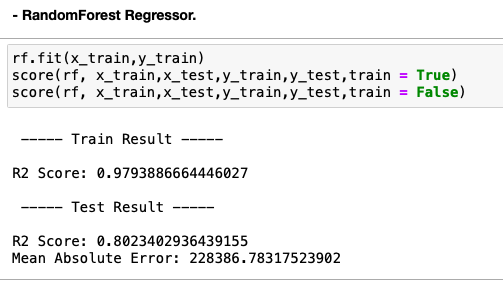 - RandomForest Regressor.
rf.fit(x_train,y_train)
score(rf, x_train,x_test,y_train,y_test,train = True)
score(rf, x_train,x_test,y_train,y_test,train = False)
----- Train Result -----
R2 Score: 0.9793886664446027
----- Test Result -----
R2 Score: 0.8023402936439155
Mean Absolute Error: 228386.78317523902